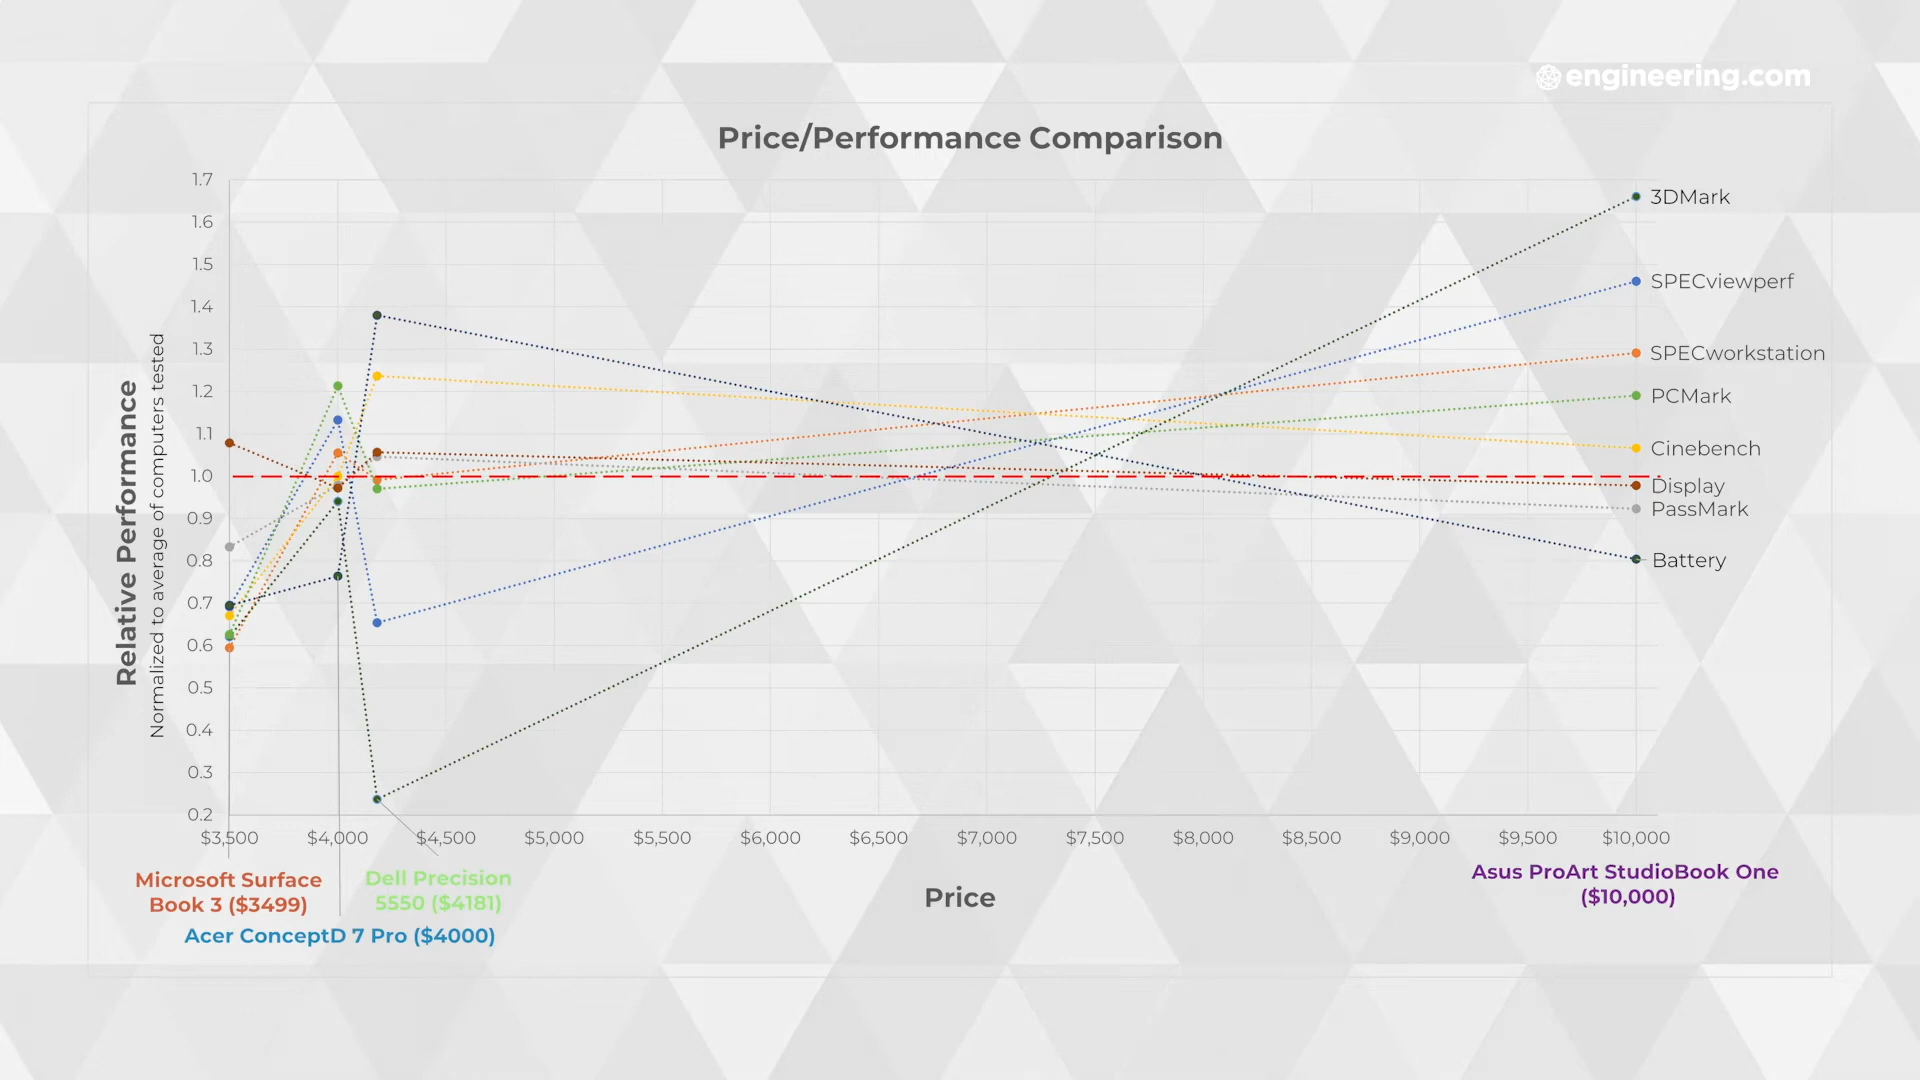 engineering.com
Price/Performance Comparison
Relative Performance
Normalized to average of computers tested
1.7
1.6
1.5
1.4
1.3
1.2
1.1
1.0
0.9
0.8
0.7
0.6
0.5
0.4
0.3
0.2
3DMark
SPECviewperf
SPECworkstation
PCMark
Cinebench
Display
PassMark
Battery
$3,500 $4,000 $4,500 $5,000 $5,500 $6,000 $6,500 $7,000 $7,500 $8,000 $8,500 $9,000 $9,500 $10,000
Microsoft Surface
Book 3 ($3499)
Dell Precision
5550 ($4181)
Acer ConceptD 7 Pro ($4000)
Price
Asus ProArt StudioBook One
($10,000)